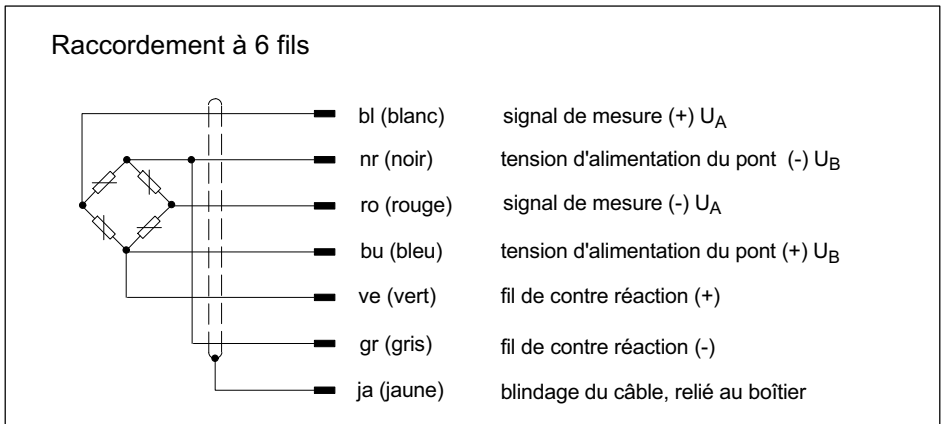 Raccordement à 6 fils
bl (blanc) signal de mesure (+) UA
nr (noir) tension d'alimentation du pont (-) UB
ro (rouge) signal de mesure (-) UA
bu (bleu) tension d'alimentation du pont (+) UB
ve (vert) fil de contre réaction (+)
gr (gris) fil de contre réaction (-)
ja (jaune) blindage du câble, relié au boîtier